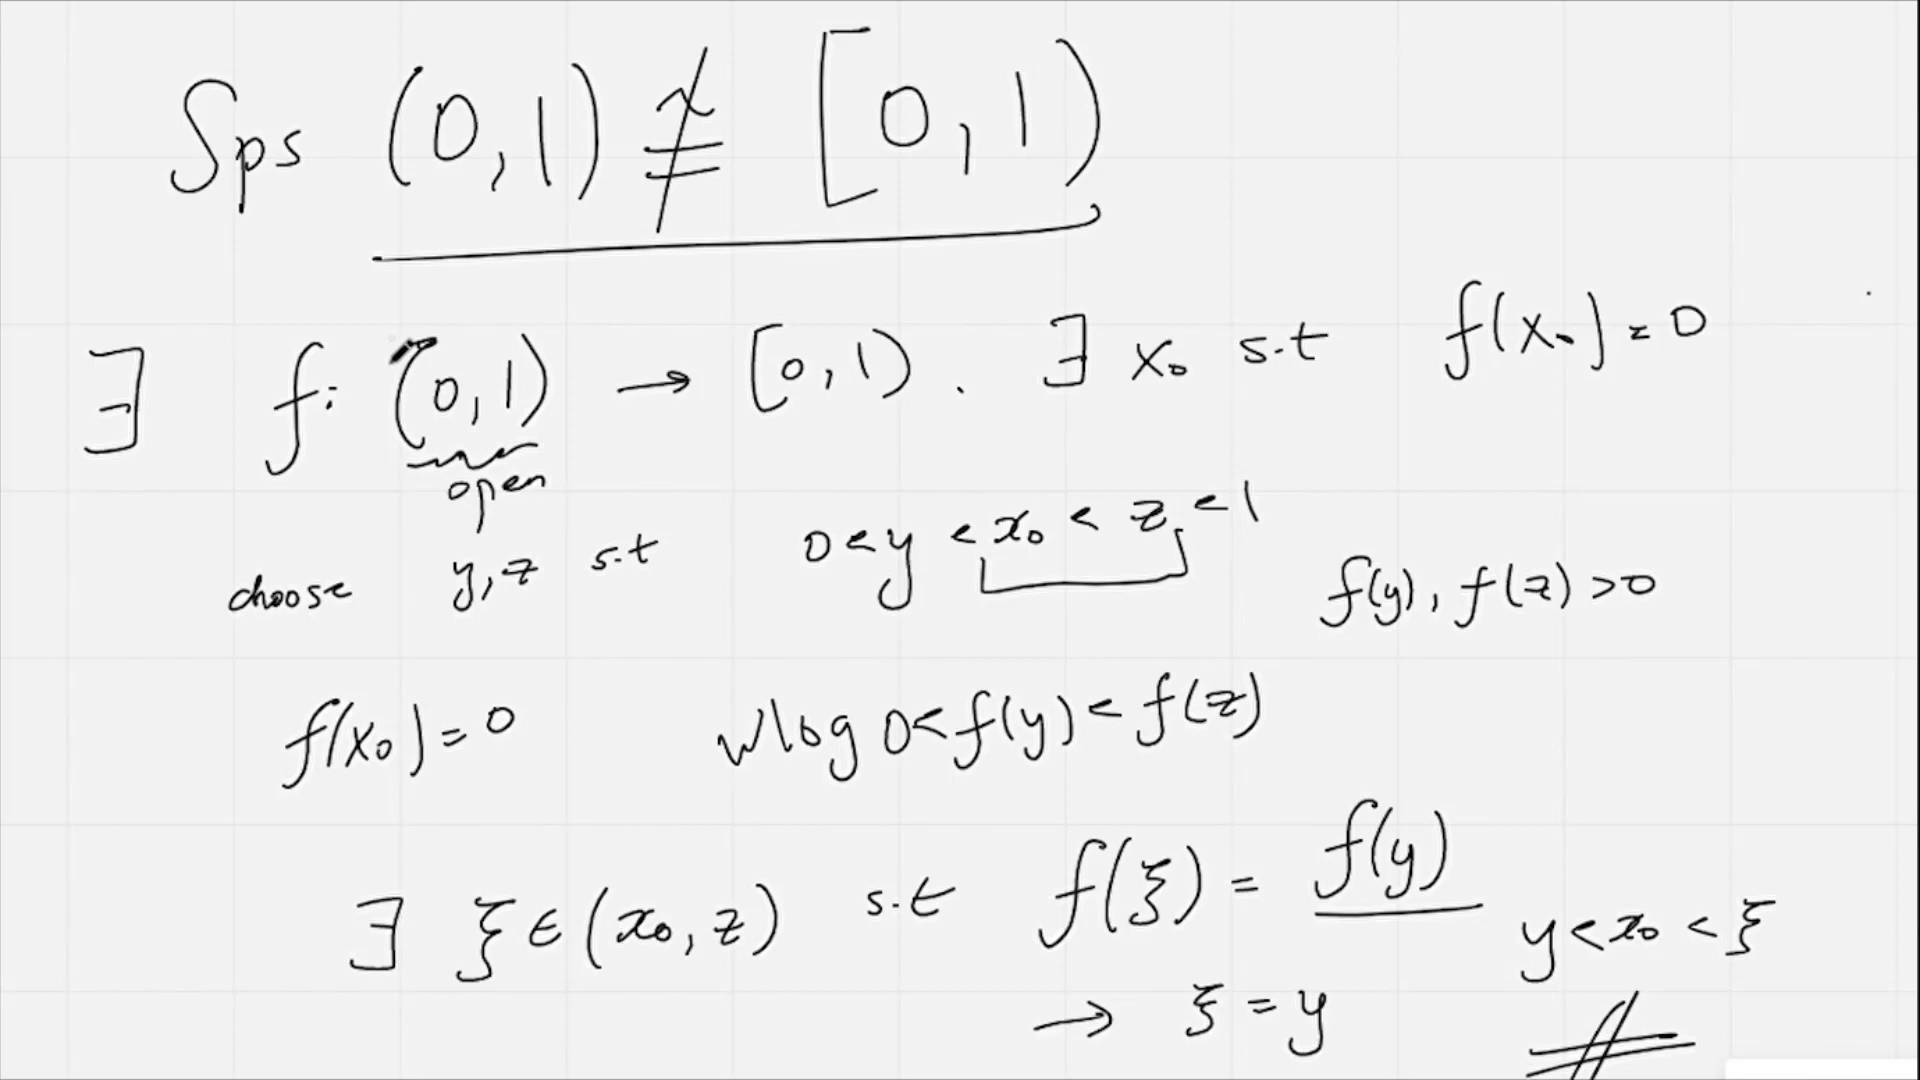 Sps (0,1) ≇ [0,1)
∃ f: (0,1) → [0,1). ∃ x₀ s.t f(x₀) = 0
open
choose y,z s.t 0<y<x₀<z<1 f(y), f(z) >0
f(x₀) = 0 wlog 0<f(y)<f(z)
∃ ξ ∈ (x₀, z) s.t f(ξ) = f(y) y<x₀<ξ
→ ξ = y